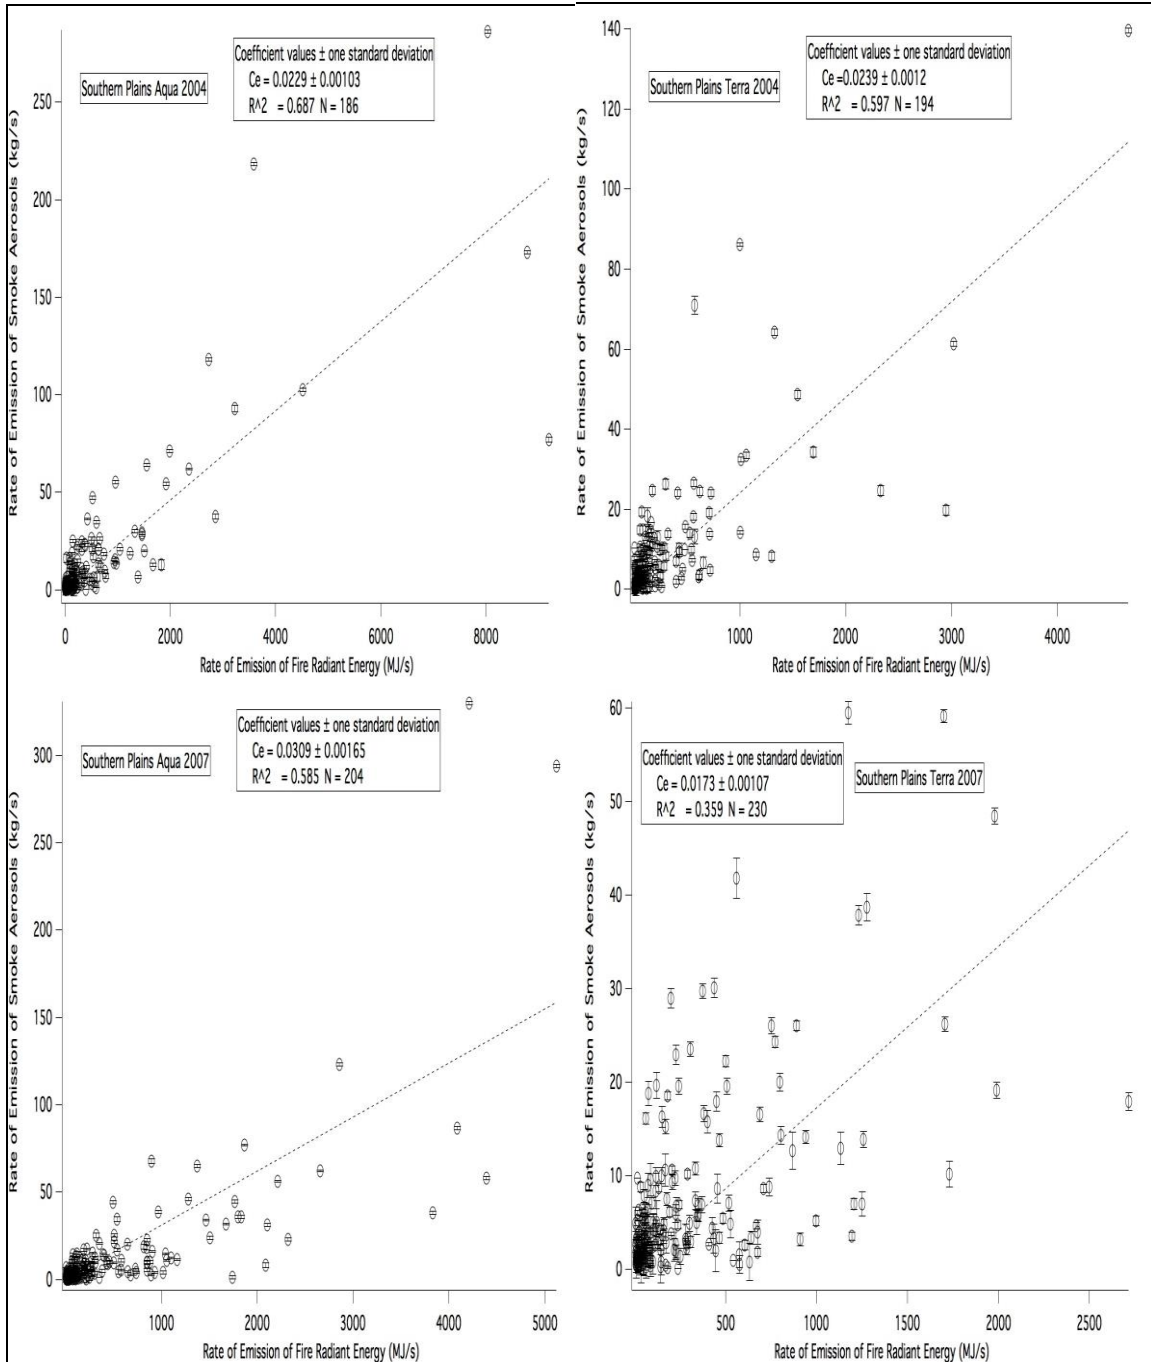 Coefficient values ± one standard deviation
Ce = 0.0229 ± 0.00103
R^2 = 0.687 N = 186
Southern Plains Aqua 2004
Rate of Emission of Smoke Aerosols (kg/s)
250
200
150
100
50
0
0 2000 4000 6000 8000
Rate of Emission of Fire Radiant Energy (MJ/s)
Coefficient values ± one standard deviation
Ce =0.0239 ± 0.0012
R^2 = 0.597 N = 194
Southern Plains Terra 2004
Rate of Emission of Smoke Aerosols (kg/s)
140
120
100
80
60
40
20
0
1000 2000 3000 4000
Rate of Emission of Fire Radiant Energy (MJ/s)
Coefficient values ± one standard deviation
Ce = 0.0309 ± 0.00165
R^2 = 0.585 N = 204
Southern Plains Aqua 2007
Rate of Emission of Smoke Aerosols (kg/s)
300
250
200
150
100
50
0
1000 2000 3000 4000 5000
Rate of Emission of Fire Radiant Energy (MJ/s)
Coefficient values ± one standard deviation
Ce = 0.0173 ± 0.00107
R^2 = 0.359 N = 230
Southern Plains Terra 2007
Rate of Emission of Smoke Aerosols (kg/s)
60
50
40
30
20
10
0
500 1000 1500 2000 2500
Rate of Emission of Fire Radiant Energy (MJ/s)